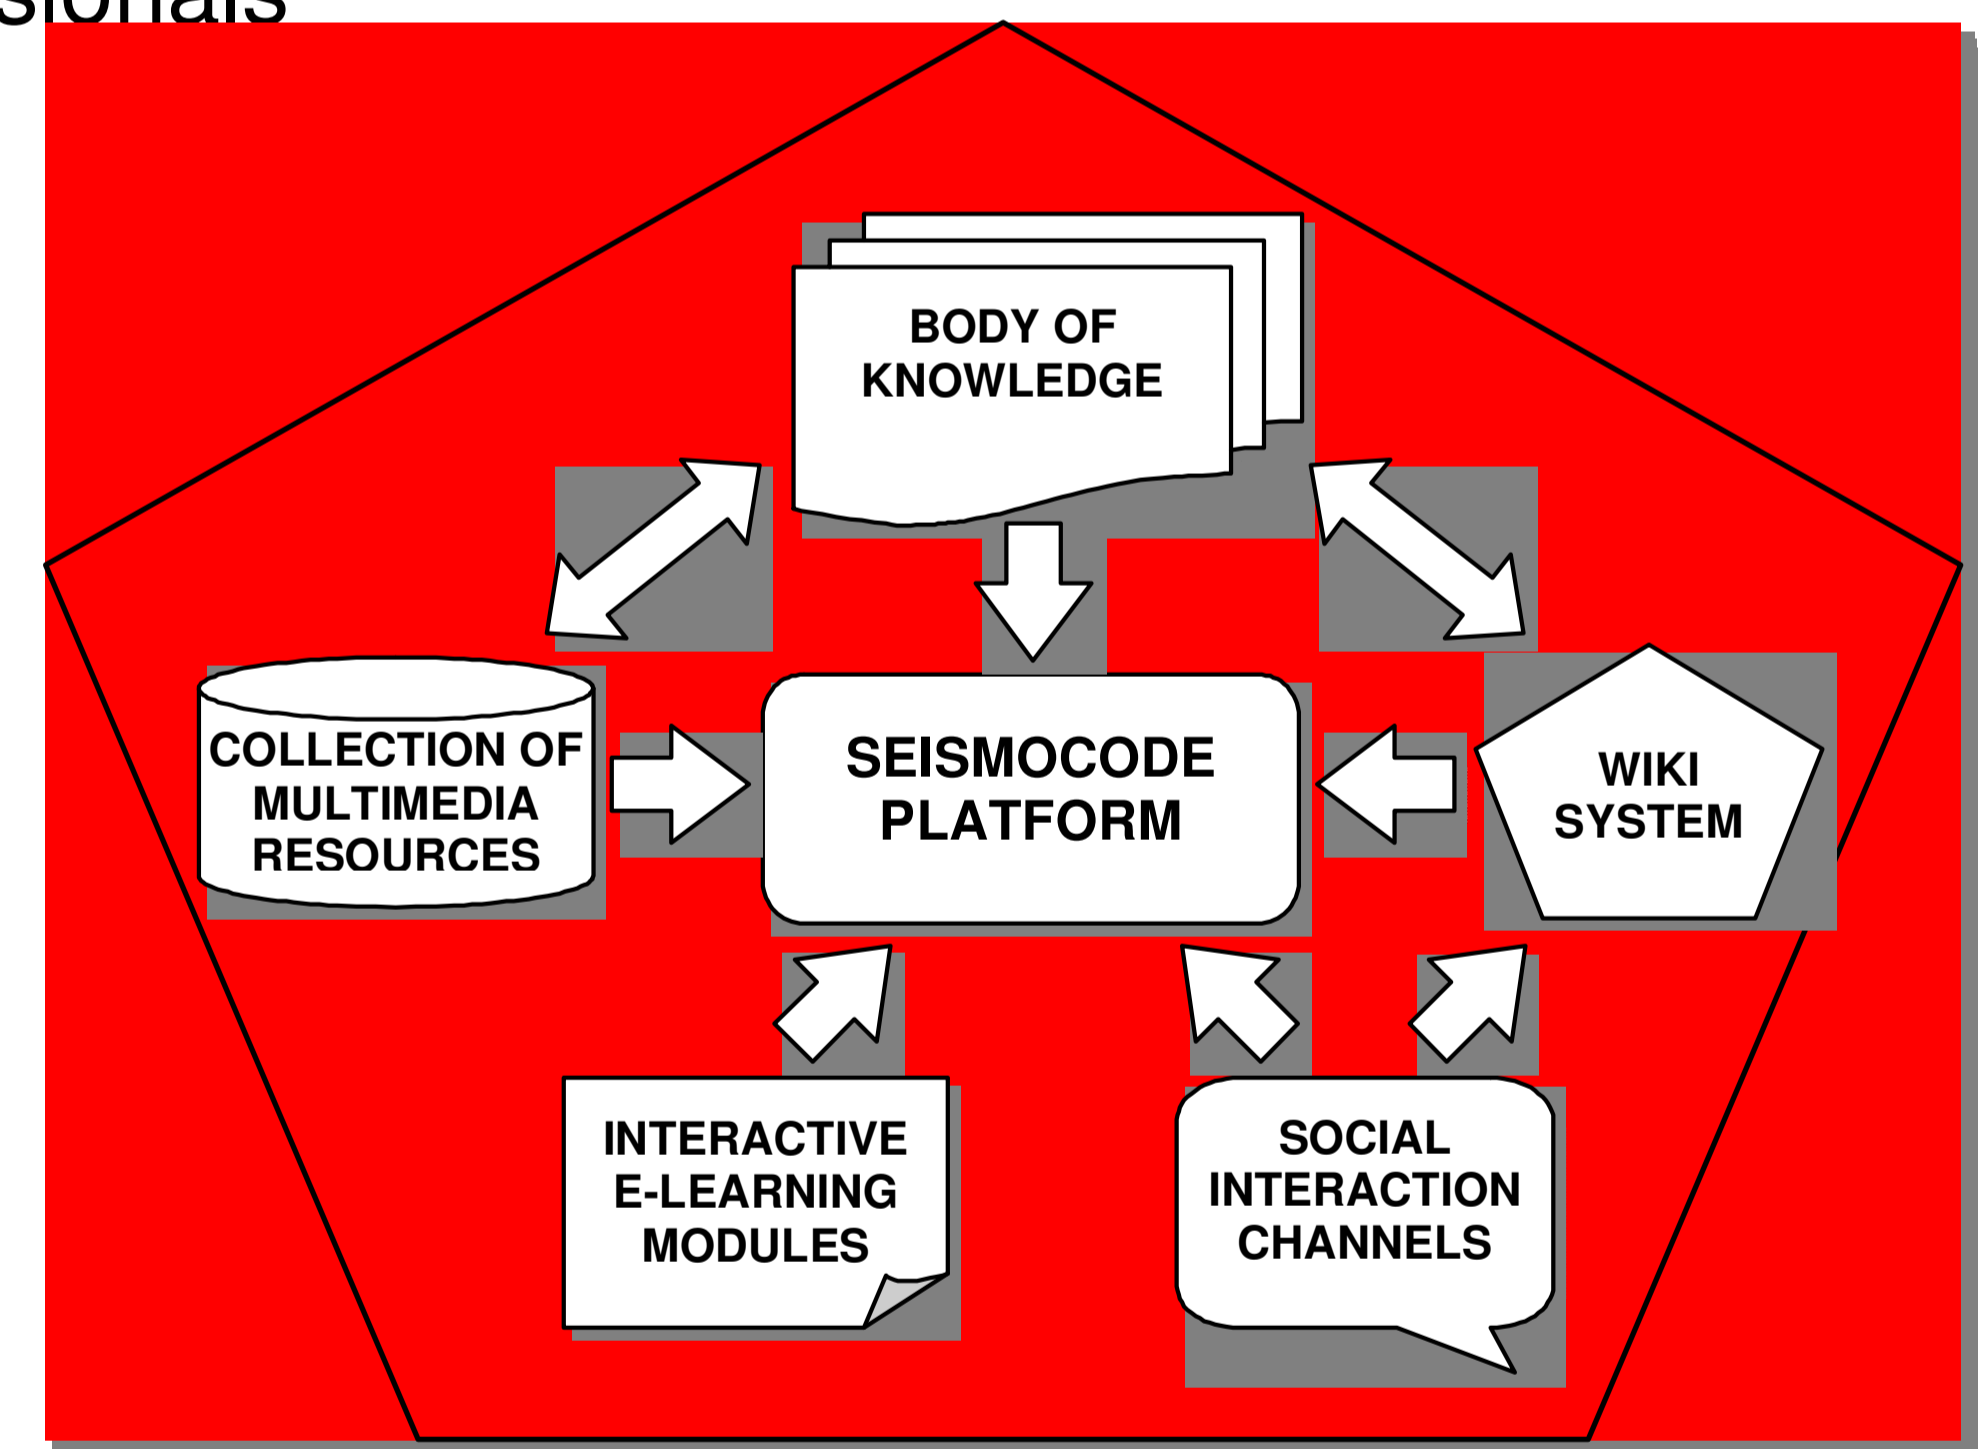 BODY OF
KNOWLEDGE
COLLECTION OF
MULTIMEDIA
RESOURCES
SEISMOCODE
PLATFORM
WIKI
SYSTEM
INTERACTIVE
E-LEARNING
MODULES
SOCIAL
INTERACTION
CHANNELS